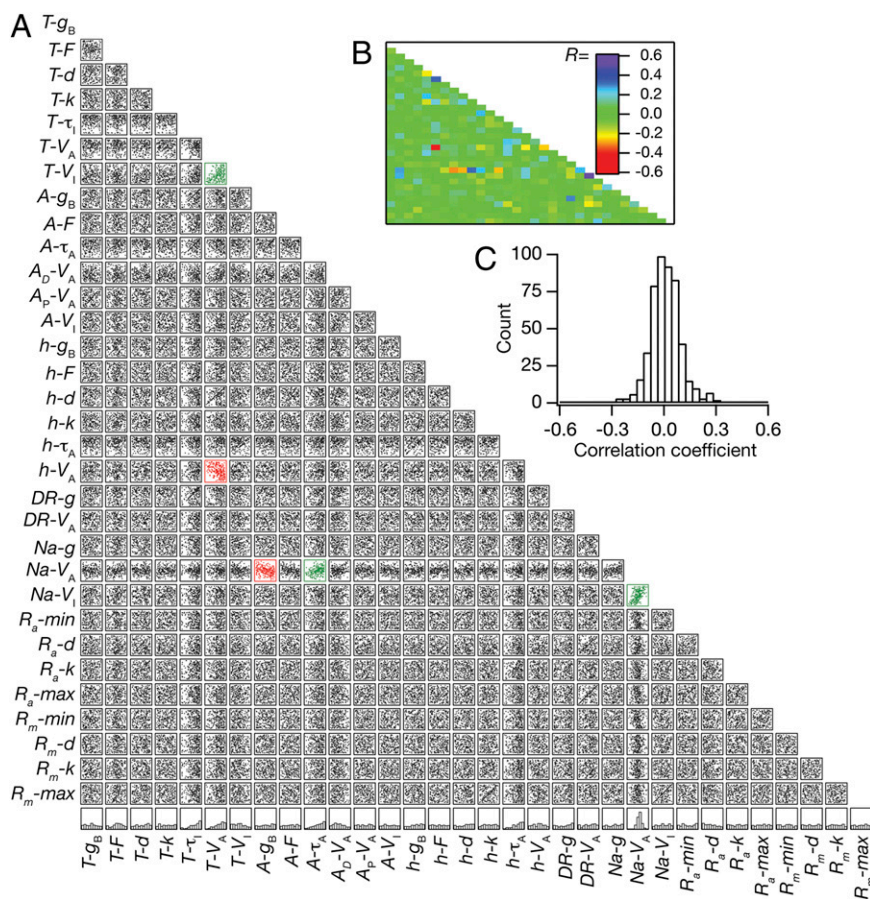 A
T-gB
T-F
T-d
T-k
T-τI
T-VA
T-VI
A-gB
A-F
A-τA
AD-VA
AP-VA
A-VI
h-gB
h-F
h-d
h-k
h-τA
h-VA
DR-g
DR-VA
Na-g
Na-VA
Na-VI
Ra-min
Ra-d
Ra-k
Ra-max
Rm-min
Rm-d
Rm-k
Rm-max
T-gB
T-F
T-d
T-k
T-τI
T-VA
T-VI
A-gB
A-F
A-τA
AD-VA
AP-VA
A-VI
h-gB
h-F
h-d
h-k
h-τA
h-VA
DR-g
DR-VA
Na-g
Na-VA
Na-VI
Ra-min
Ra-d
Ra-k
Ra-max
Rm-min
Rm-d
Rm-k
Rm-max
B
R=
0.6
0.4
0.2
0.0
-0.2
-0.4
-0.6
C
100
75
50
25
0
Count
-0.6 -0.3 0.0 0.3 0.6
Correlation coefficient